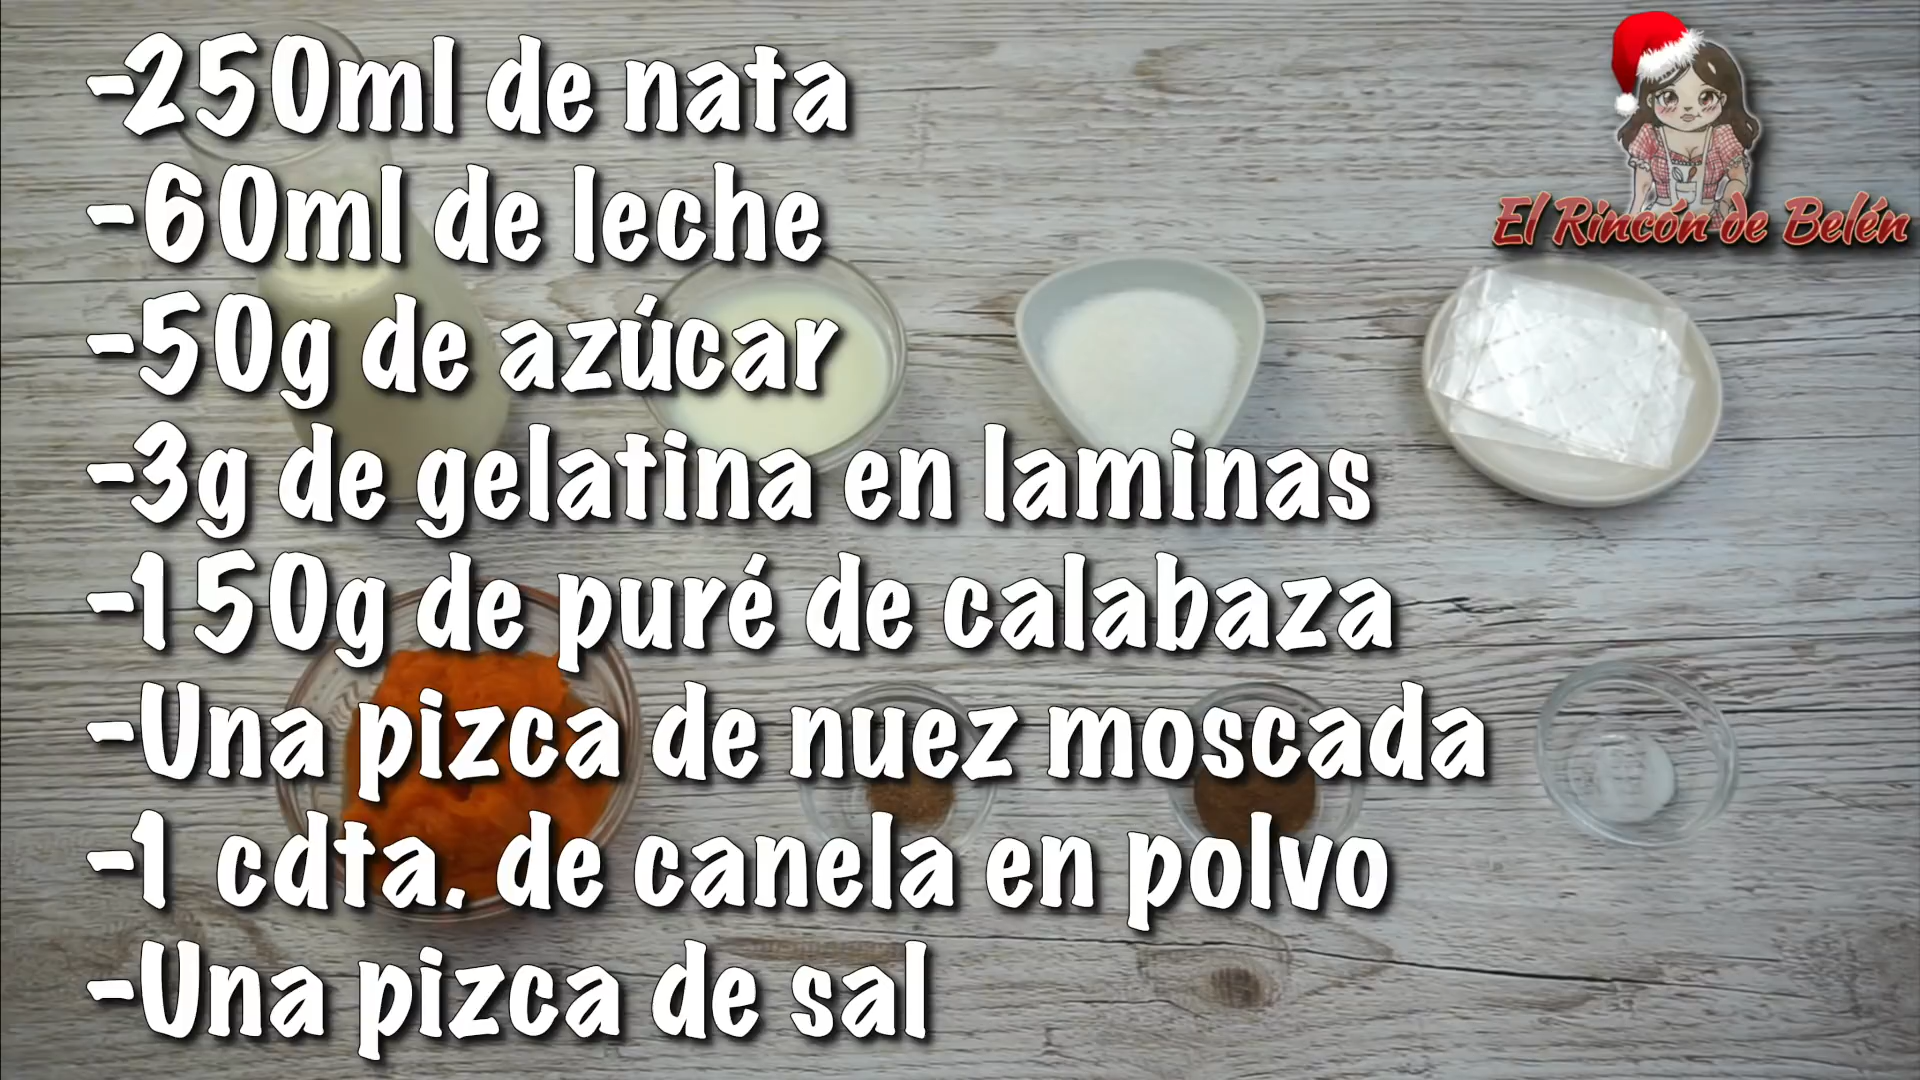 -250ml de nata
-60ml de leche
-50g de azúcar
-3g de gelatina en laminas
-150g de puré de calabaza
-Una pizca de nuez moscada
-1 cdta. de canela en polvo
-Una pizca de sal
El Rincón de Belén